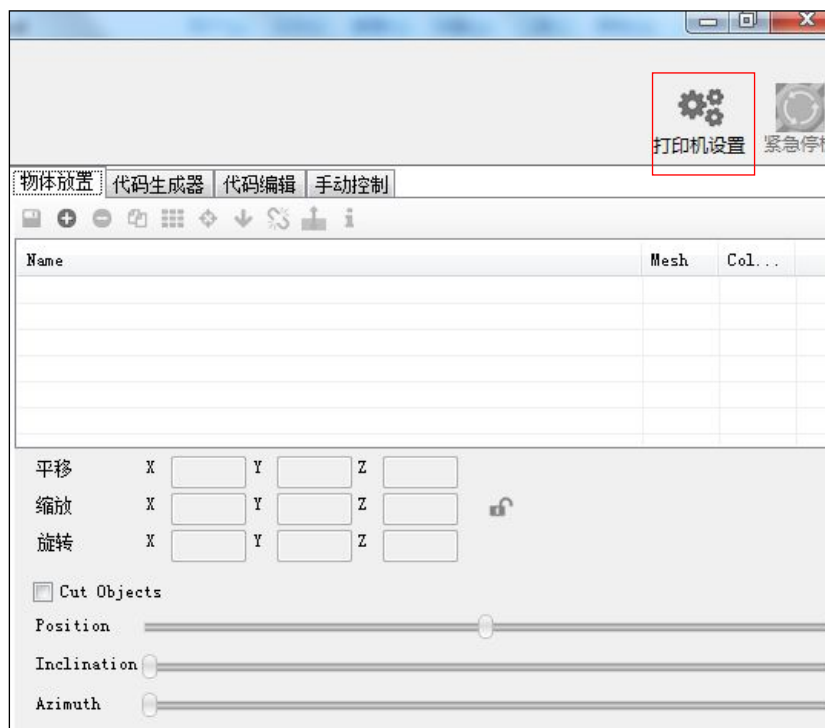 打印机设置 紧急停
物体放置 代码生成器 代码编辑 手动控制
Name Mesh Col...
平移 X Y Z
缩放 X Y Z
旋转 X Y Z
Cut Objects
Position
Inclination
Azimuth